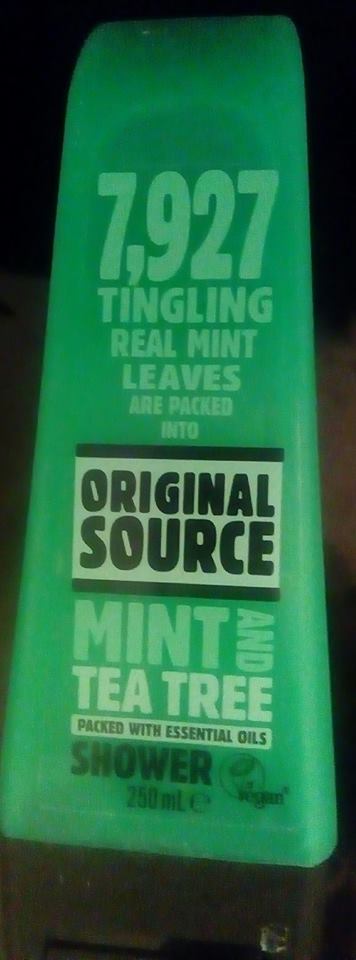 7,927
TINGLING
REAL MINT
LEAVES
ARE PACKED
INTO
ORIGINAL
SOURCE
MINT AND
TEA TREE
PACKED WITH ESSENTIAL OILS
SHOWER
250 mL ℮ Vegan